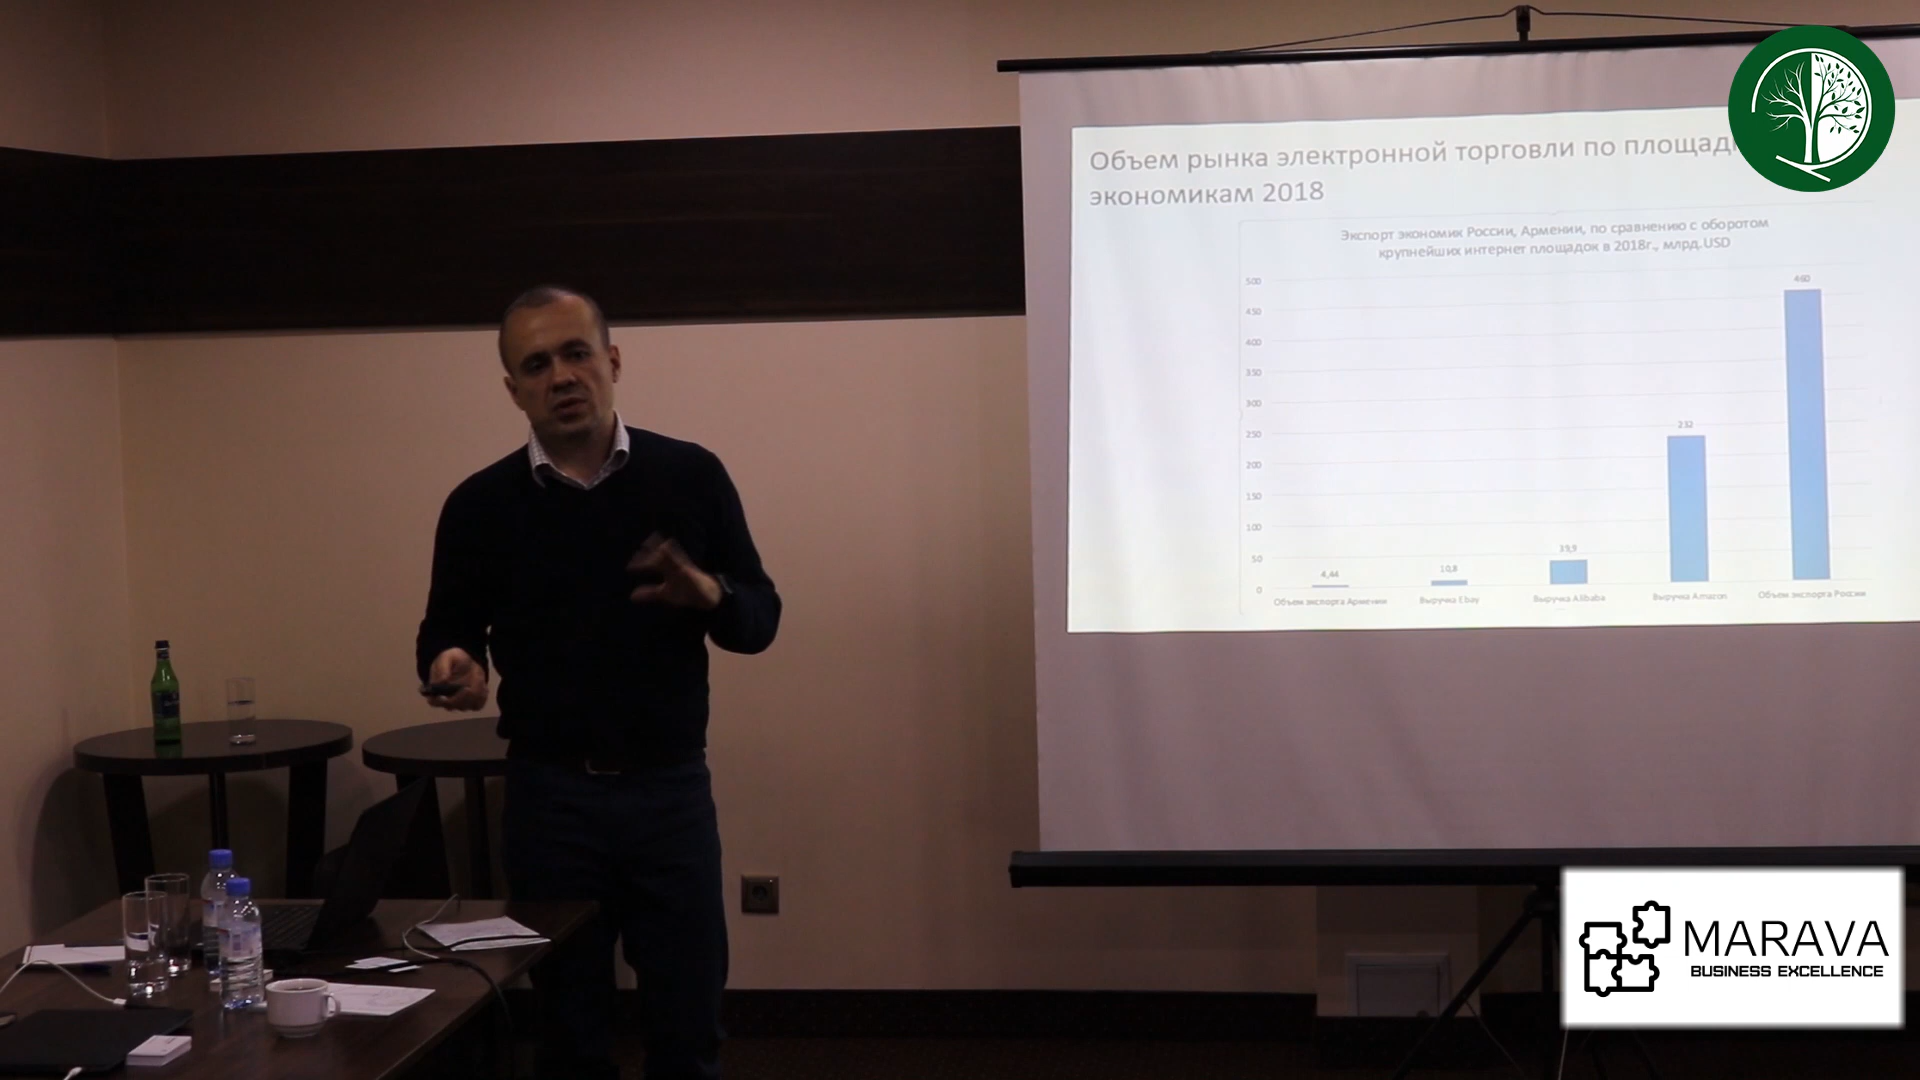 Объем рынка электронной торговли по
экономикам 2018
Экспорт экономик России, Армении, по сравнению с оборотом
крупнейших интернет площадок в 2018г., млрд.USD
500
450
400
350
300
250
200
150
100
50
0
4,44
10,8
39,9
232
460
Объем экспорта Армении
Выручка Ebay
Выручка Alibaba
Выручка Amazon
Объем экспорта России
MARAVA
BUSINESS EXCELLENCE